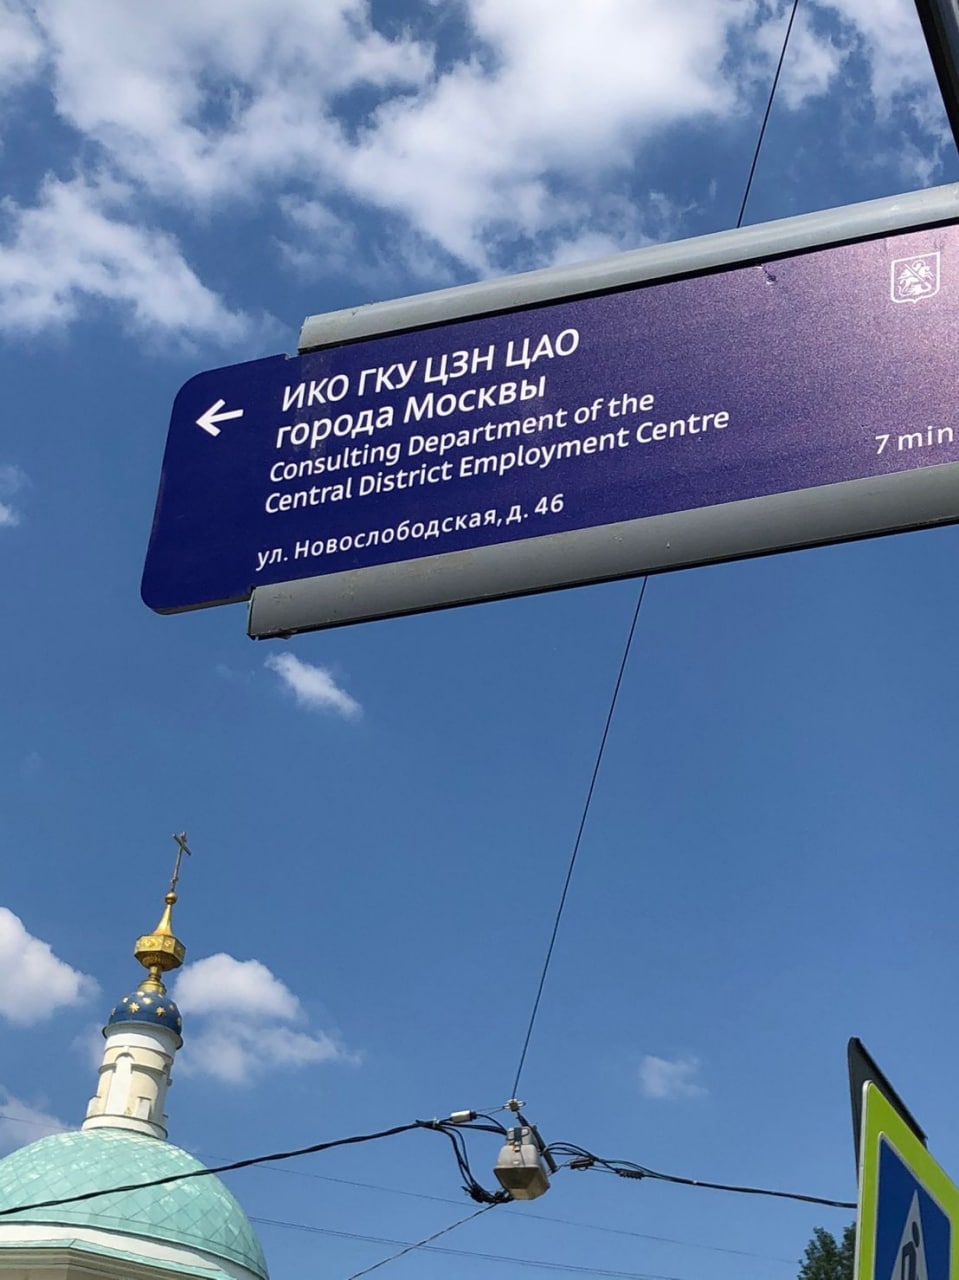 ИКО ГКУ ЦЗН ЦАО
города Москвы
Consulting Department of the
Central District Employment Centre
ул. Новослободская, д. 46
7 min